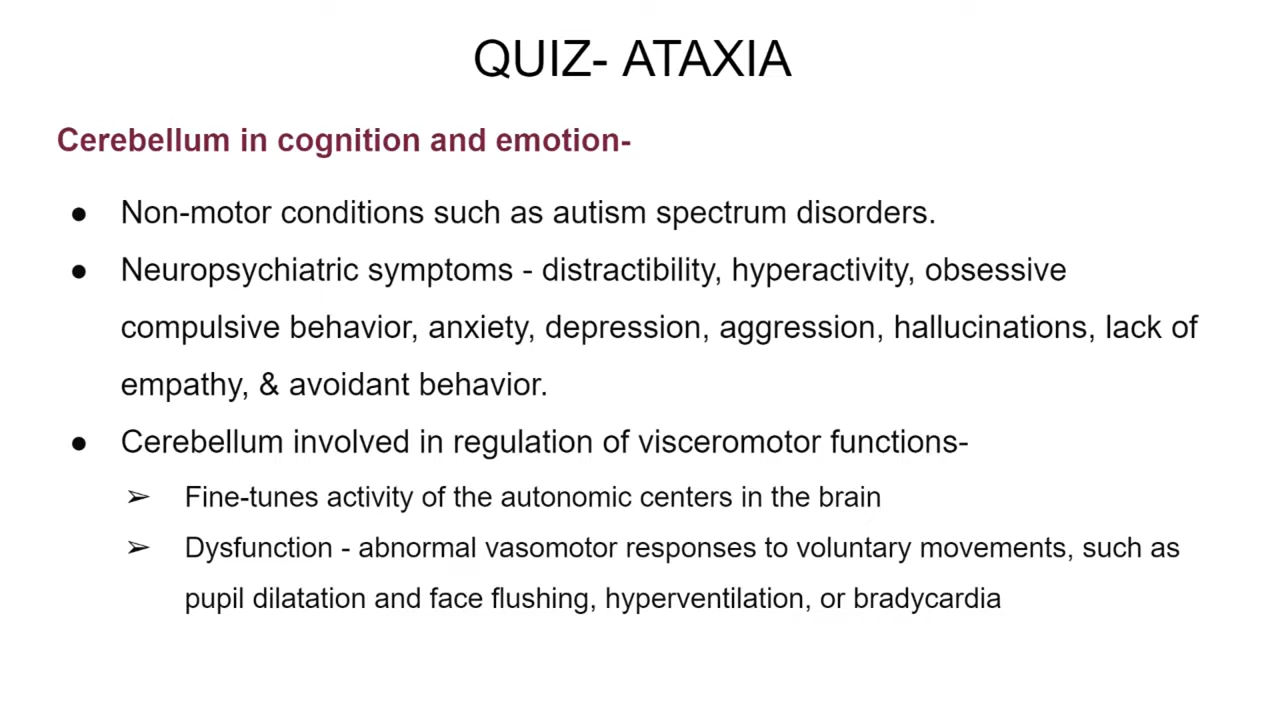 QUIZ- ATAXIA
Cerebellum in cognition and emotion-
● Non-motor conditions such as autism spectrum disorders.
● Neuropsychiatric symptoms - distractibility, hyperactivity, obsessive
compulsive behavior, anxiety, depression, aggression, hallucinations, lack of
empathy, & avoidant behavior.
● Cerebellum involved in regulation of visceromotor functions-
➢ Fine-tunes activity of the autonomic centers in the brain
➢ Dysfunction - abnormal vasomotor responses to voluntary movements, such as
pupil dilatation and face flushing, hyperventilation, or bradycardia